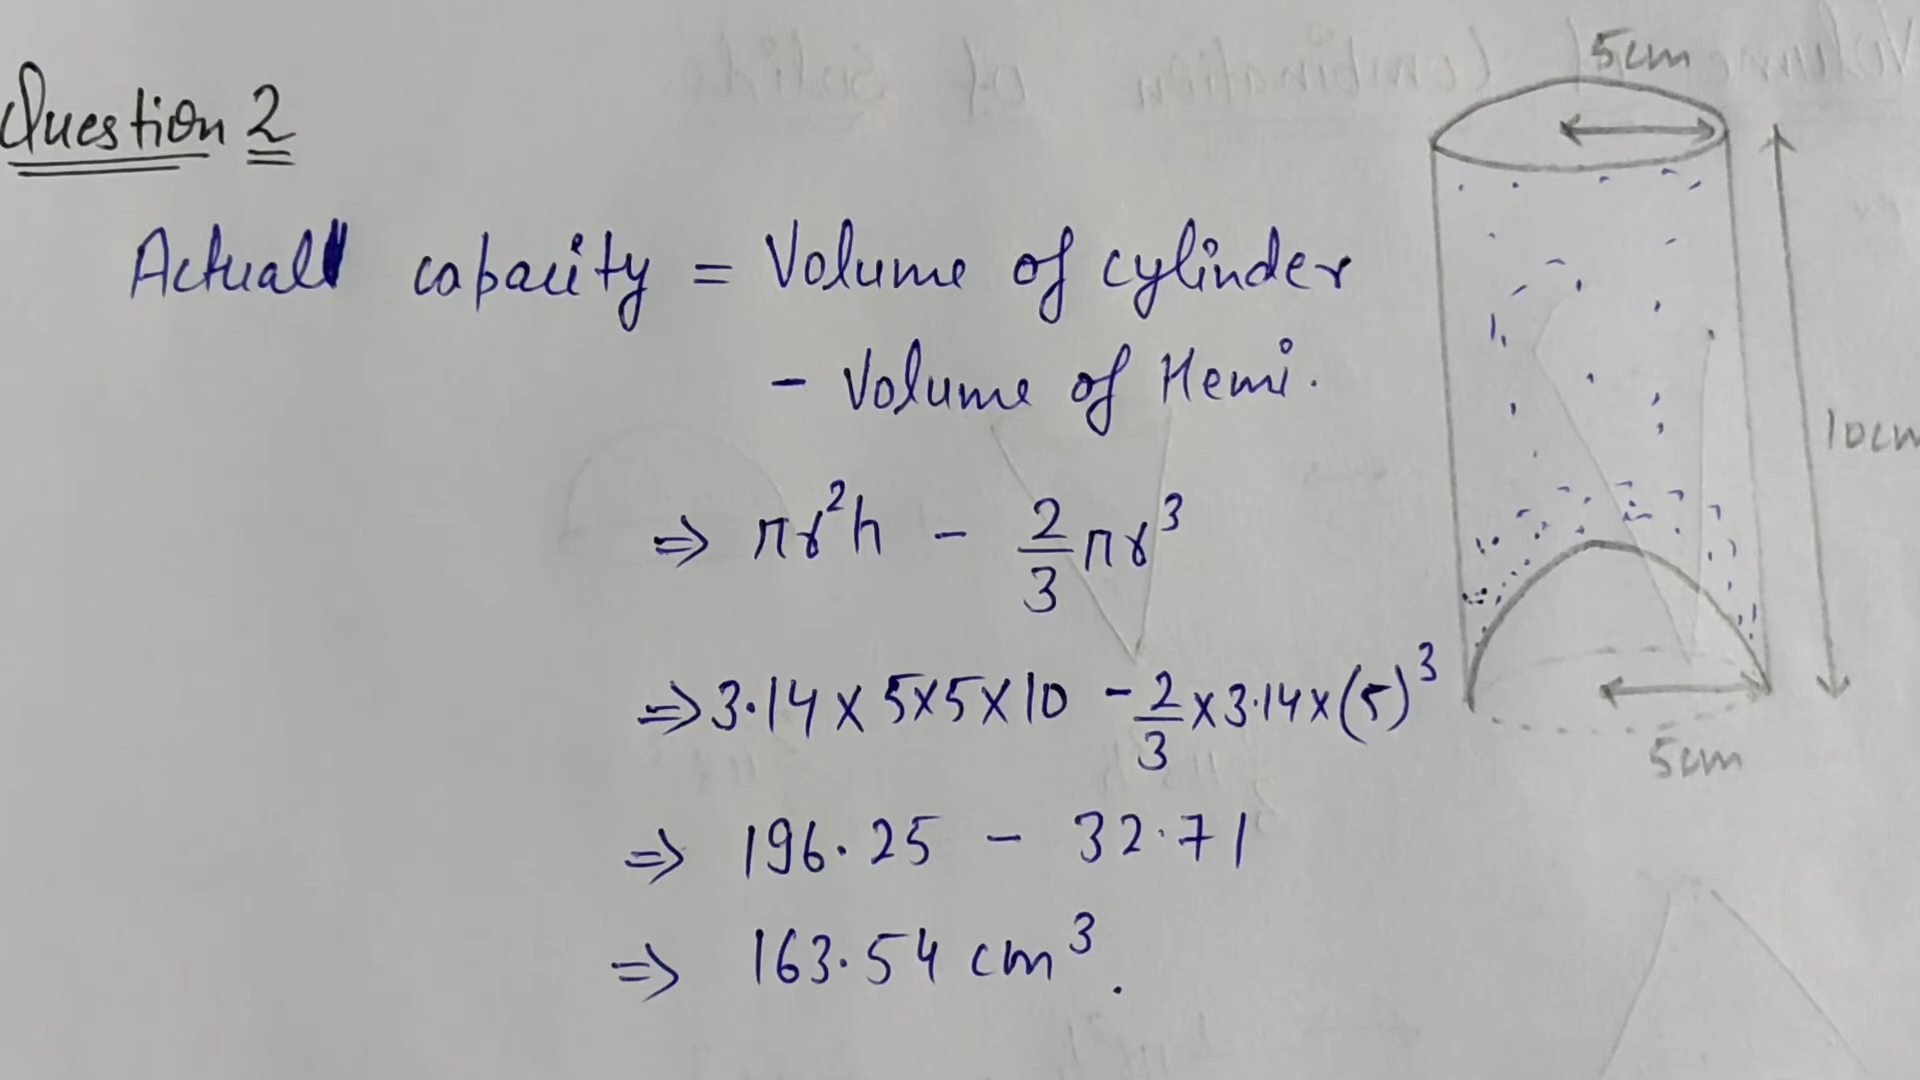 5cm
Question 2
Actual capacity = Volume of cylinder
- Volume of Hemi.
10cm
⇒ πr²h - 2/3 πr³
⇒ 3.14 x 5x5x10 - 2/3 x 3.14 x (5)³
5cm
⇒ 196.25 - 32.71
⇒ 163.54 cm³.